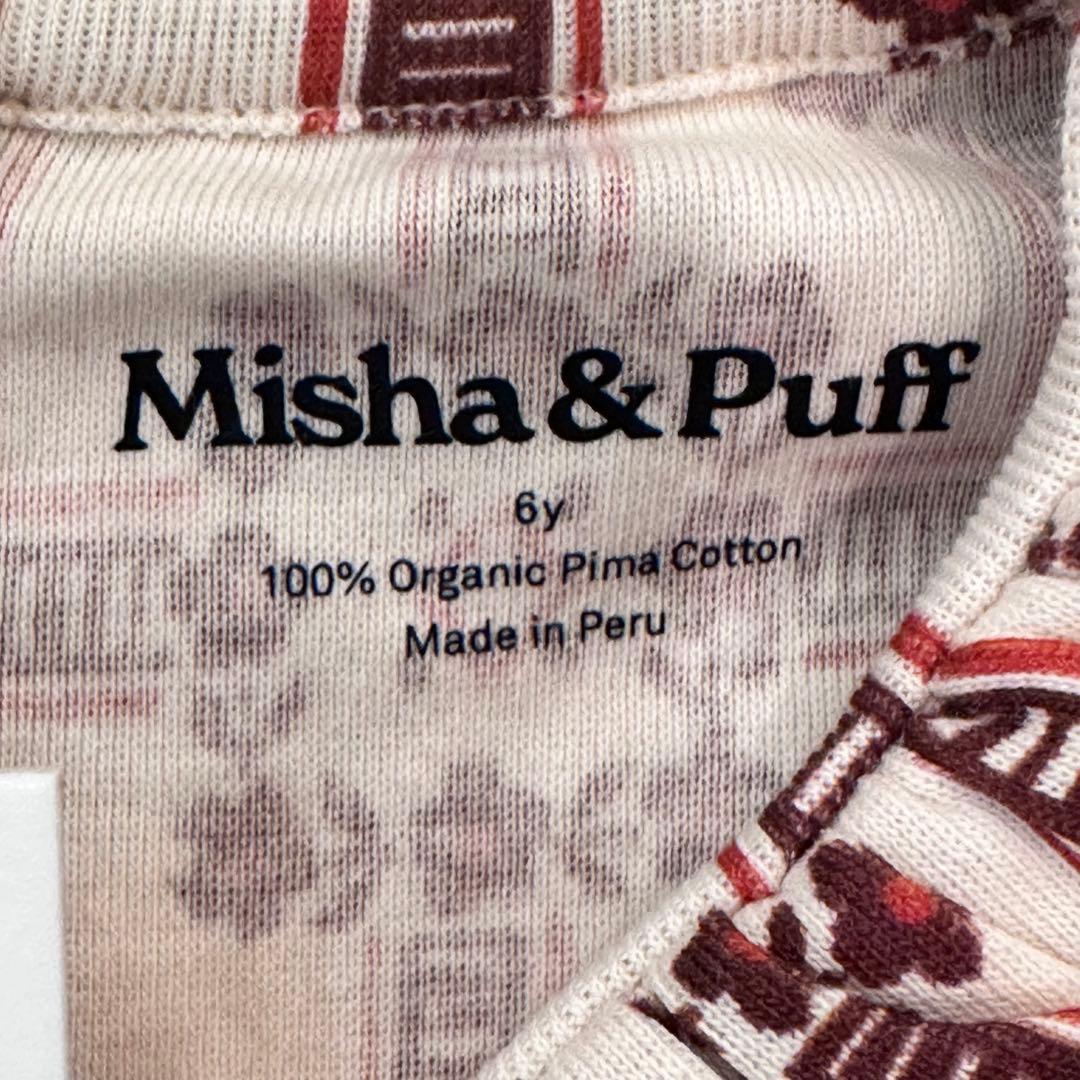 Misha & Puff
6y
100% Organic Pima Cotton
Made in Peru